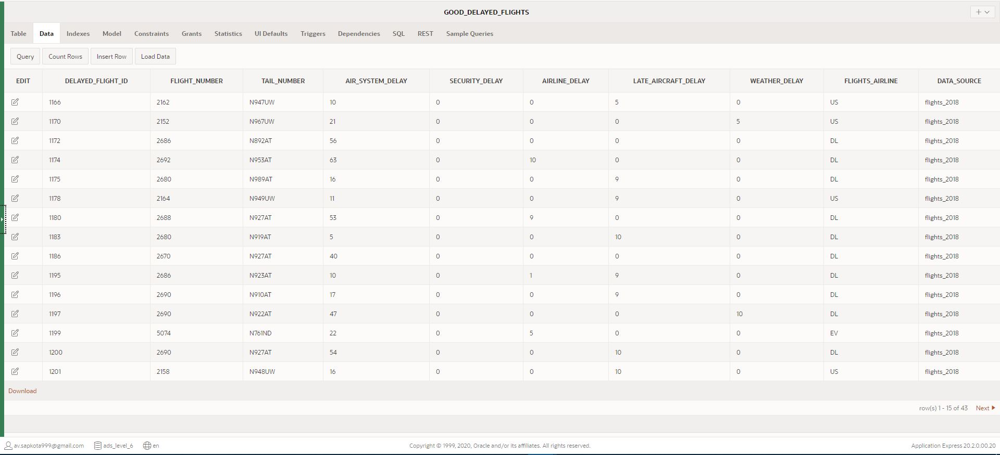 GOOD_DELAYED_FLIGHTS
Table Data Indexes Model Constraints Grants Statistics UI Defaults Triggers Dependencies SQL REST Sample Queries
Query Count Rows Insert Row Load Data
EDIT DELAYED_FLIGHT_ID FLIGHT_NUMBER TAIL_NUMBER AIR_SYSTEM_DELAY SECURITY_DELAY AIRLINE_DELAY LATE_AIRCRAFT_DELAY WEATHER_DELAY FLIGHTS_AIRLINE DATA_SOURCE
1166 2162 N947UW 10 0 0 5 0 US flights_2018
1170 2152 N967UW 21 0 0 0 5 US flights_2018
1172 2686 N892AT 56 0 0 0 0 DL flights_2018
1174 2692 N953AT 63 0 10 0 0 DL flights_2018
1175 2680 N989AT 16 0 0 9 0 DL flights_2018
1178 2164 N949UW 11 0 0 9 0 US flights_2018
1180 2688 N927AT 53 0 9 0 0 DL flights_2018
1183 2680 N919AT 5 0 0 10 0 DL flights_2018
1186 2670 N927AT 40 0 0 0 0 DL flights_2018
1195 2686 N923AT 10 0 1 9 0 DL flights_2018
1196 2690 N910AT 17 0 0 9 0 DL flights_2018
1197 2690 N922AT 47 0 0 0 10 DL flights_2018
1199 5074 N761ND 22 0 5 0 0 EV flights_2018
1200 2690 N927AT 54 0 0 10 0 DL flights_2018
1201 2158 N948UW 16 0 0 10 0 US flights_2018
Download
row(s) 1 - 15 of 43 Next
av.sapkota999@gmail.com ads_level_6 en Copyright © 1999, 2020, Oracle and/or its affiliates. All rights reserved. Application Express 20.2.0.00.20